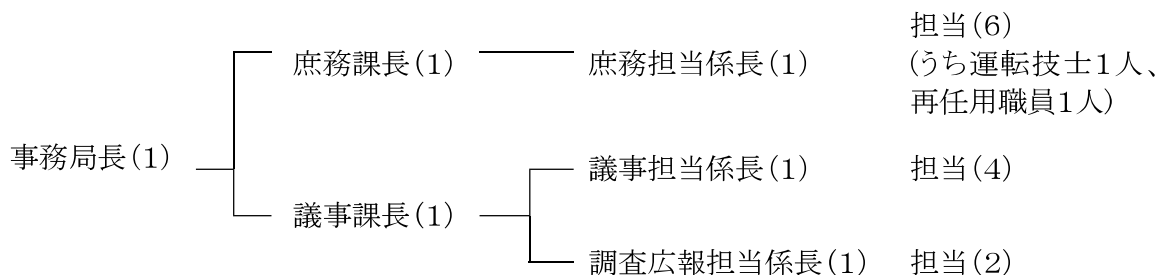 担当(6)
庶務課長(1) 庶務担当係長(1) (うち運転技士1人、
再任用職員1人)
事務局長(1) 議事担当係長(1) 担当(4)
議事課長(1)
調査広報担当係長(1) 担当(2)